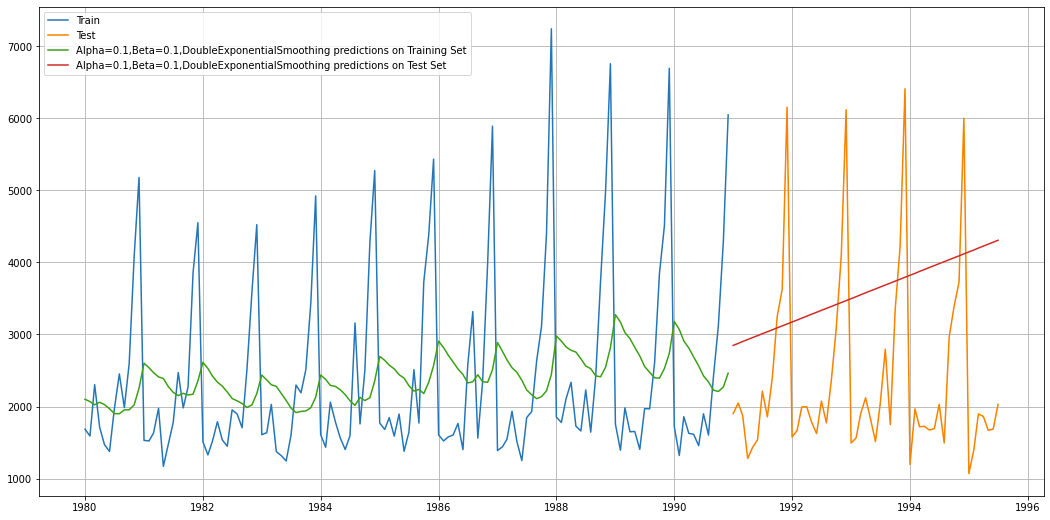 Train
Test
Alpha=0.1,Beta=0.1,DoubleExponentialSmoothing predictions on Training Set
Alpha=0.1,Beta=0.1,DoubleExponentialSmoothing predictions on Test Set
7000
6000
5000
4000
3000
2000
1000
1980 1982 1984 1986 1988 1990 1992 1994 1996